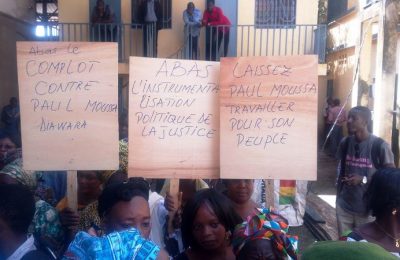 Abas le
COMPLOT
CONTRE
PAUL MOUSSA
DIAWARA
ABAS
L'INSTRUMENTA
LISATION
POLITIQUE DE
LA JUSTICE
LAISSEZ
PAUL MOUSSA
TRAVAILLER
POUR SON
PEUPLE